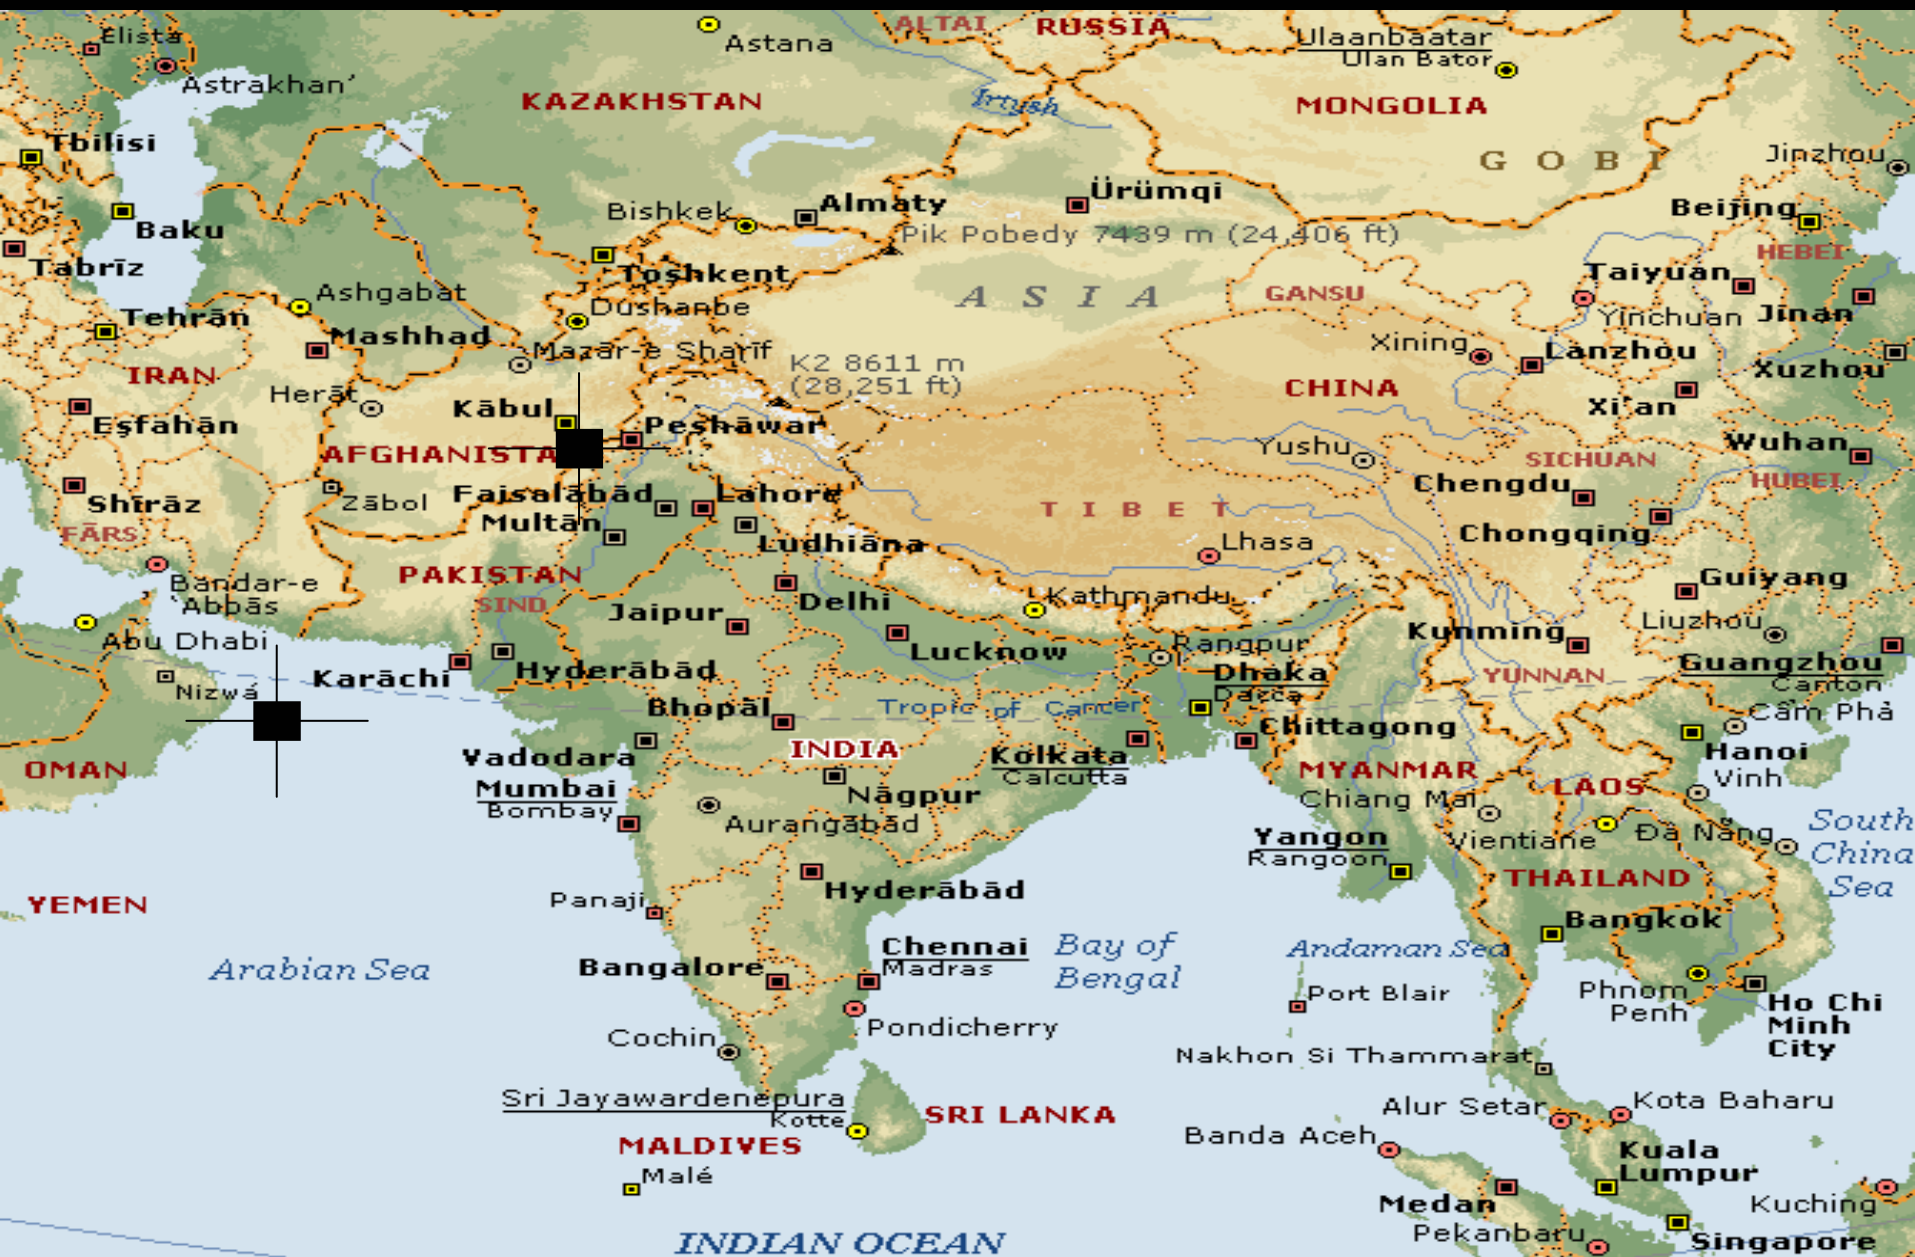 ALTAI
RUSSIA
Elista
Astana
Ulaanbaatar
Ulan Bator
Astrakhan’
KAZAKHSTAN
Irtysh
MONGOLIA
Tbilisi
GOBI
Jinzhou
Ürümqi
Almaty
Bishkek
Beijing
Baku
Pik Pobedy 7439 m (24,406 ft)
HEBEI
Tabrīz
Toshkent
Taiyuan
Ashgabat
ASIA
GANSU
Dushanbe
Tehrān
Yinchuan
Jinan
Mashhad
Mazār-e Sharīf
Xining
Lanzhou
K2 8611 m
(28,251 ft)
Xuzhou
IRAN
CHINA
Herāt
Kābul
Xi'an
Eşfahān
Peshāwar
Wuhan
AFGHANISTA
Yushu
SICHUAN
HUBEI
Chengdu
Shīrāz
Zābol
Faisalābād
Lahore
TIBET
Multān
FĀRS
Ludhiāna
Lhasa
Chongqing
PAKISTAN
Bandar-e
'Abbās
Guiyang
SIND
Delhi
Kathmandu
Jaipur
Liuzhou
Abu Dhabi
Kunming
Rangpur
Lucknow
Guangzhou
Canton
Karāchi
Hyderābād
Dhaka
Dacca
YUNNAN
Nizwá
Bhopāl
Tropic of Cancer
Cẩm Phả
Chittagong
INDIA
Hanoi
Vadodara
Kolkata
Calcutta
OMAN
MYANMAR
Vinh
Mumbai
Bombay
Nāgpur
LAOS
Chiang Mai
Aurangābād
South
China
Sea
Yangon
Rangoon
Vientiane
Đà Nẵng
Hyderābād
THAILAND
YEMEN
Panaji
Bangkok
Chennai
Madras
Bay of
Bengal
Andaman Sea
Arabian Sea
Bangalore
Port Blair
Phnom
Penh
Ho Chi
Minh
City
Pondicherry
Cochin
Nakhon Si Thammarat
Sri Jayawardenepura
Kotte
SRI LANKA
Alur Setar
Kota Baharu
Banda Aceh
MALDIVES
Malé
Kuala
Lumpur
Medan
Kuching
Pekanbaru
INDIAN OCEAN
Singapore